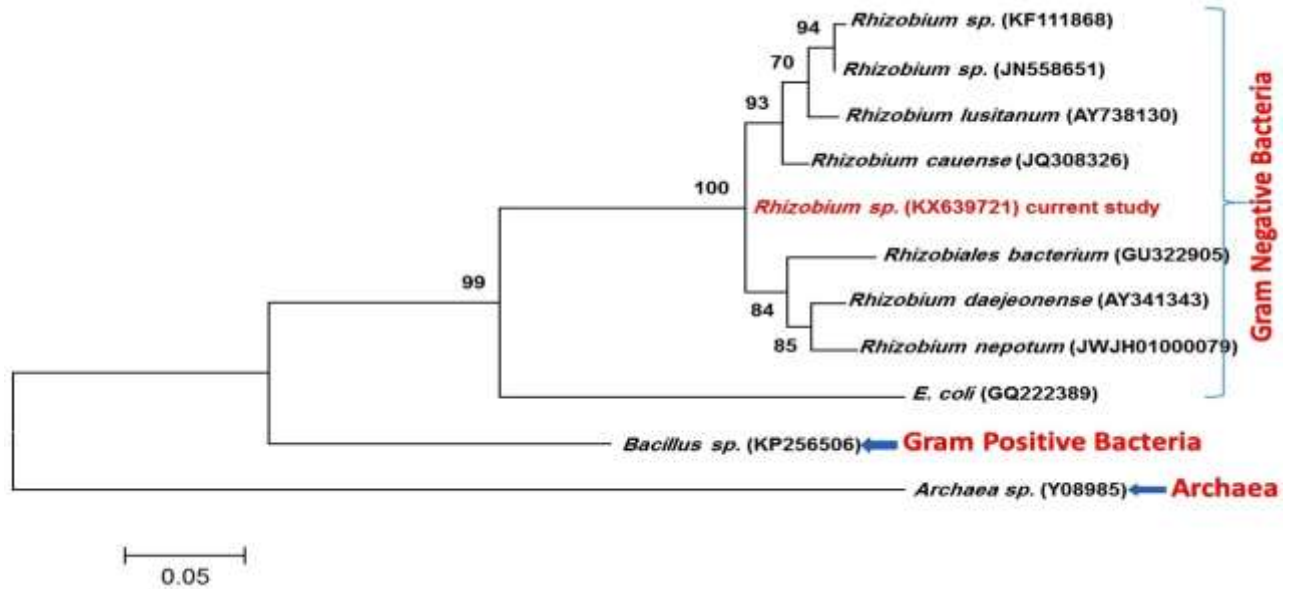 94
Rhizobium sp. (KF111868)
70
Rhizobium sp. (JN558651)
93
Rhizobium lusitanum (AY738130)
Rhizobium cauense (JQ308326)
100
Rhizobium sp. (KX639721) current study
Rhizobiales bacterium (GU322905)
99
84
Rhizobium daejeonense (AY341343)
85
Rhizobium nepotum (JWJH01000079)
E. coli (GQ222389)
Gram Negative Bacteria
Bacillus sp. (KP256506)
Gram Positive Bacteria
Archaea sp. (Y08985)
Archaea
0.05